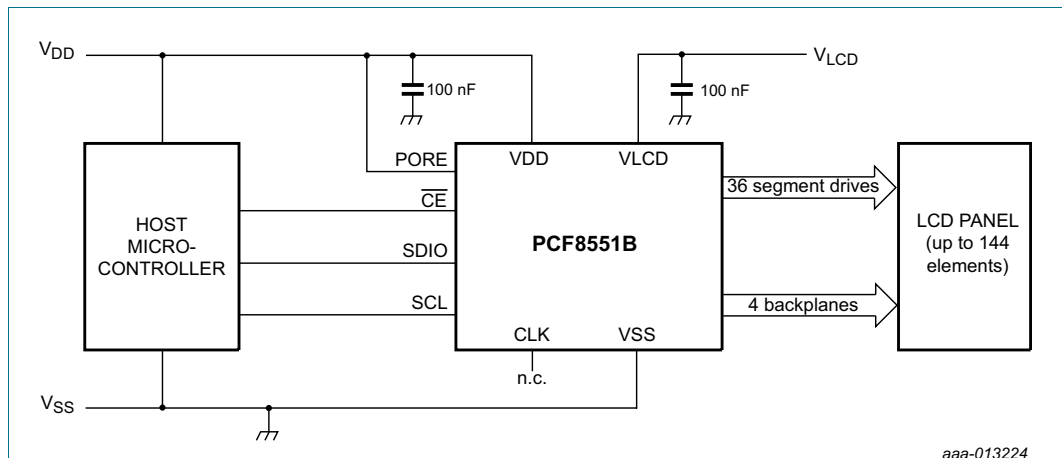 VDD
VLCD
100 nF
100 nF
PORE
VDD
VLCD
CE
36 segment drives
HOST
MICRO-
CONTROLLER
SDIO
PCF8551B
LCD PANEL
(up to 144
elements)
SCL
4 backplanes
CLK
VSS
n.c.
VSS
aaa-013224